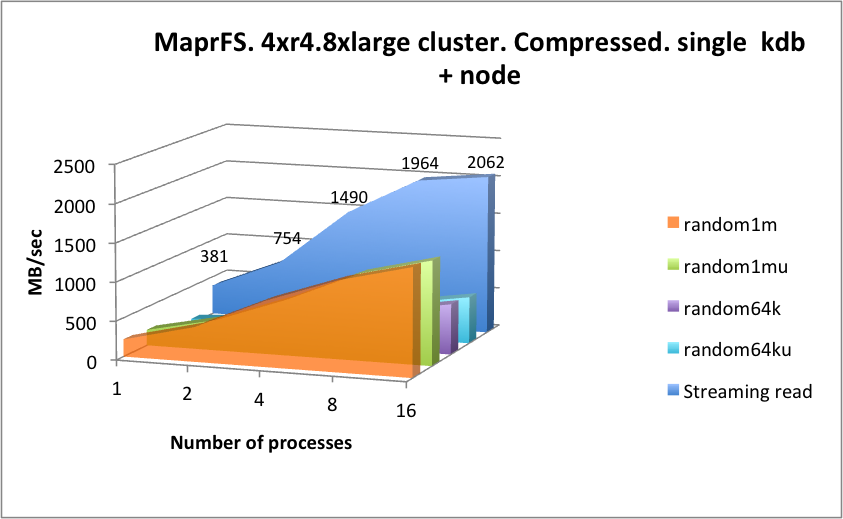 MaprFS. 4xr4.8xlarge cluster. Compressed. single  kdb
+ node
2500
2000
1500
1000
500
0
MB/sec
381
754
1490
1964
2062
1
2
4
8
16
Number of processes
random1m
random1mu
random64k
random64ku
Streaming read